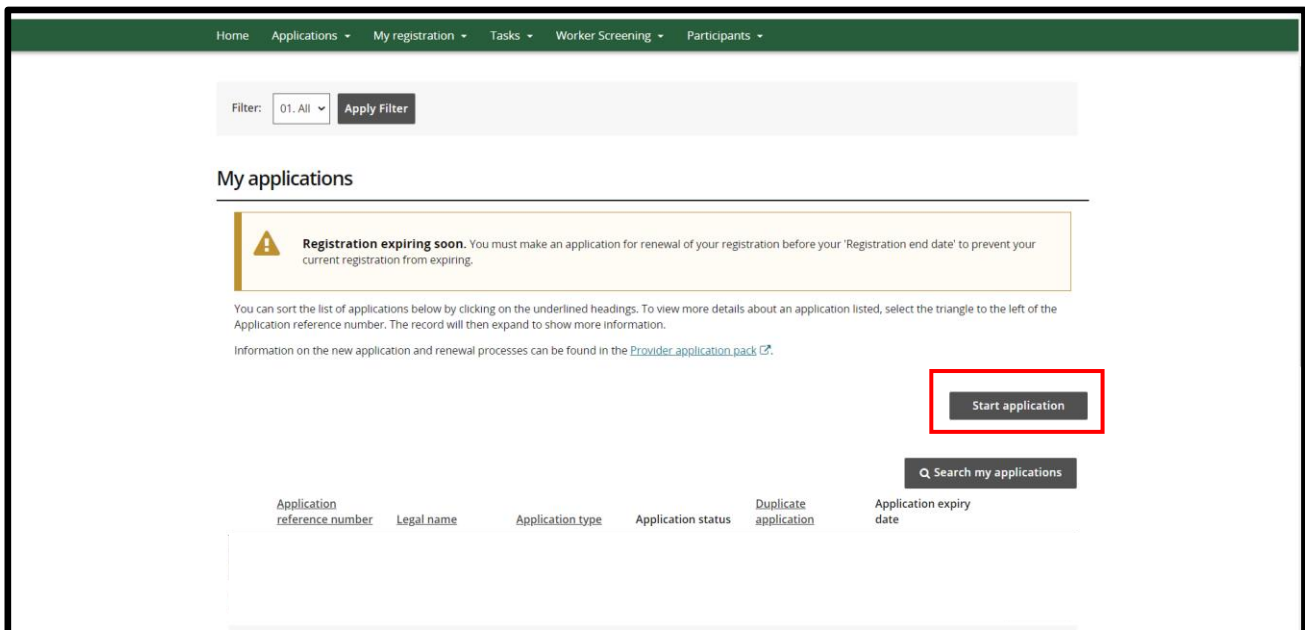 Home Applications My registration Tasks Worker Screening Participants
Filter: 01. All Apply Filter
My applications
Registration expiring soon. You must make an application for renewal of your registration before your 'Registration end date' to prevent your
current registration from expiring.
You can sort the list of applications below by clicking on the underlined headings. To view more details about an application listed, select the triangle to the left of the
Application reference number. The record will then expand to show more information.
Information on the new application and renewal processes can be found in the Provider application pack.
Start application
Search my applications
Application Duplicate Application expiry
reference number Legal name Application type Application status application date